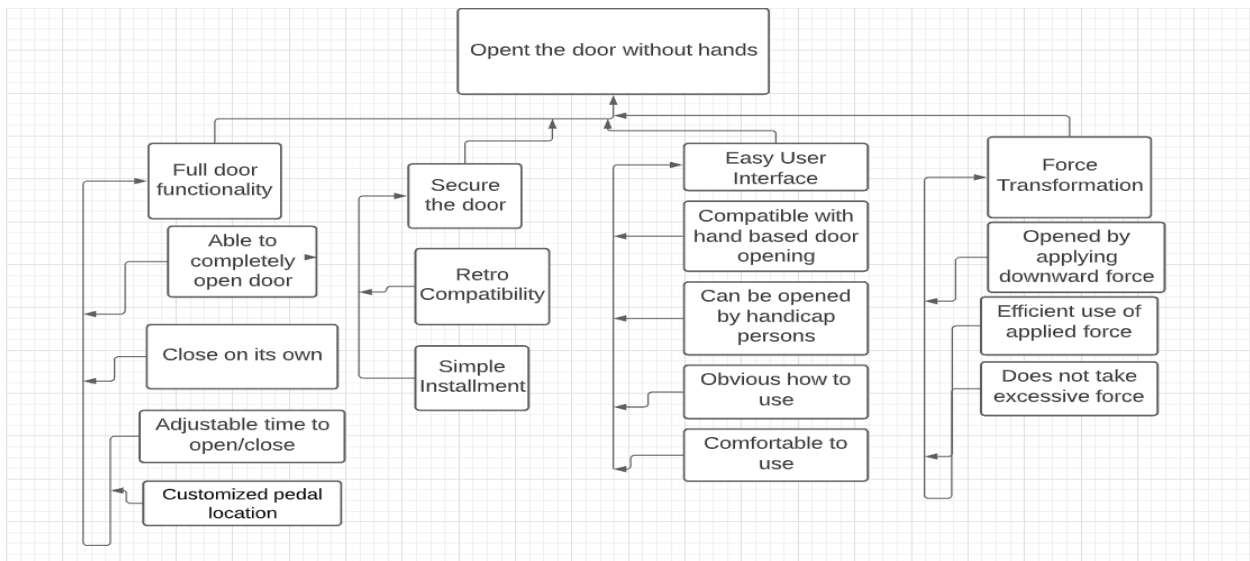 Opent the door without hands
Full door
functionality
Able to
completely
open door
Close on its own
Adjustable time to
open/close
Customized pedal
location
Secure
the door
Retro
Compatibility
Simple
Installment
Easy User
Interface
Compatible with
hand based door
opening
Can be opened
by handicap
persons
Obvious how to
use
Comfortable to
use
Force
Transformation
Opened by
applying
downward force
Efficient use of
applied force
Does not take
excessive force